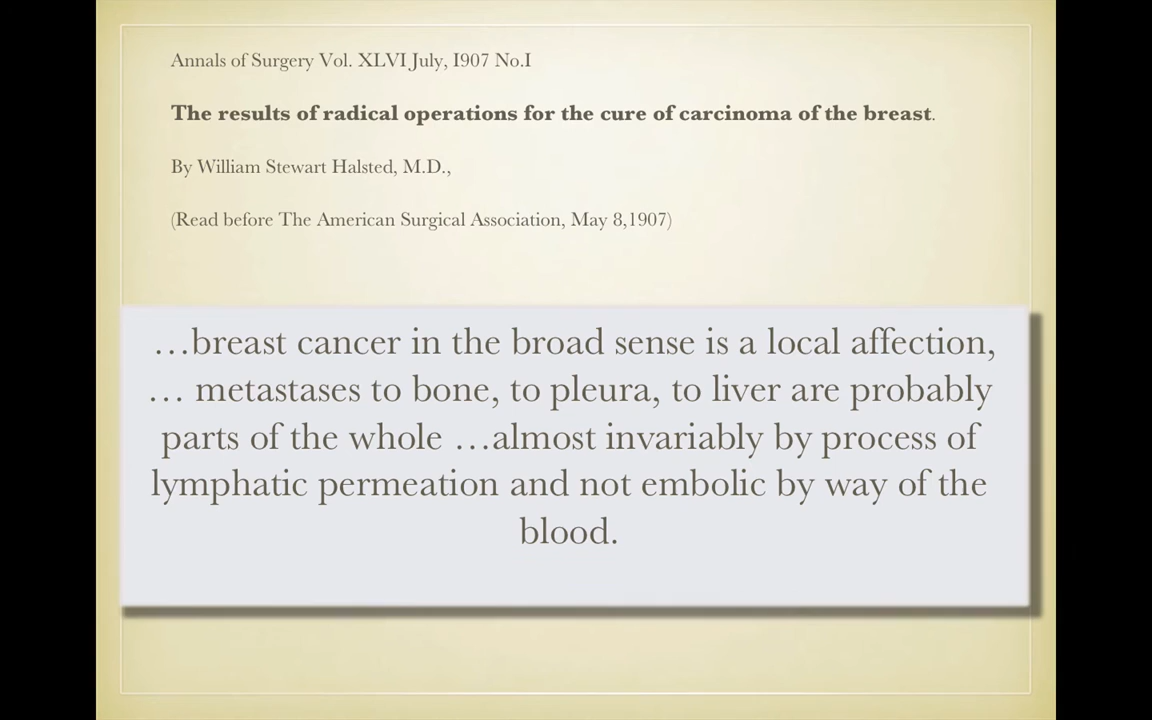 Annals of Surgery Vol. XLVI July, I907 No.I
The results of radical operations for the cure of carcinoma of the breast.
By William Stewart Halsted, M.D.,
(Read before The American Surgical Association, May 8,1907)
…breast cancer in the broad sense is a local affection,
… metastases to bone, to pleura, to liver are probably
parts of the whole …almost invariably by process of
lymphatic permeation and not embolic by way of the
blood.